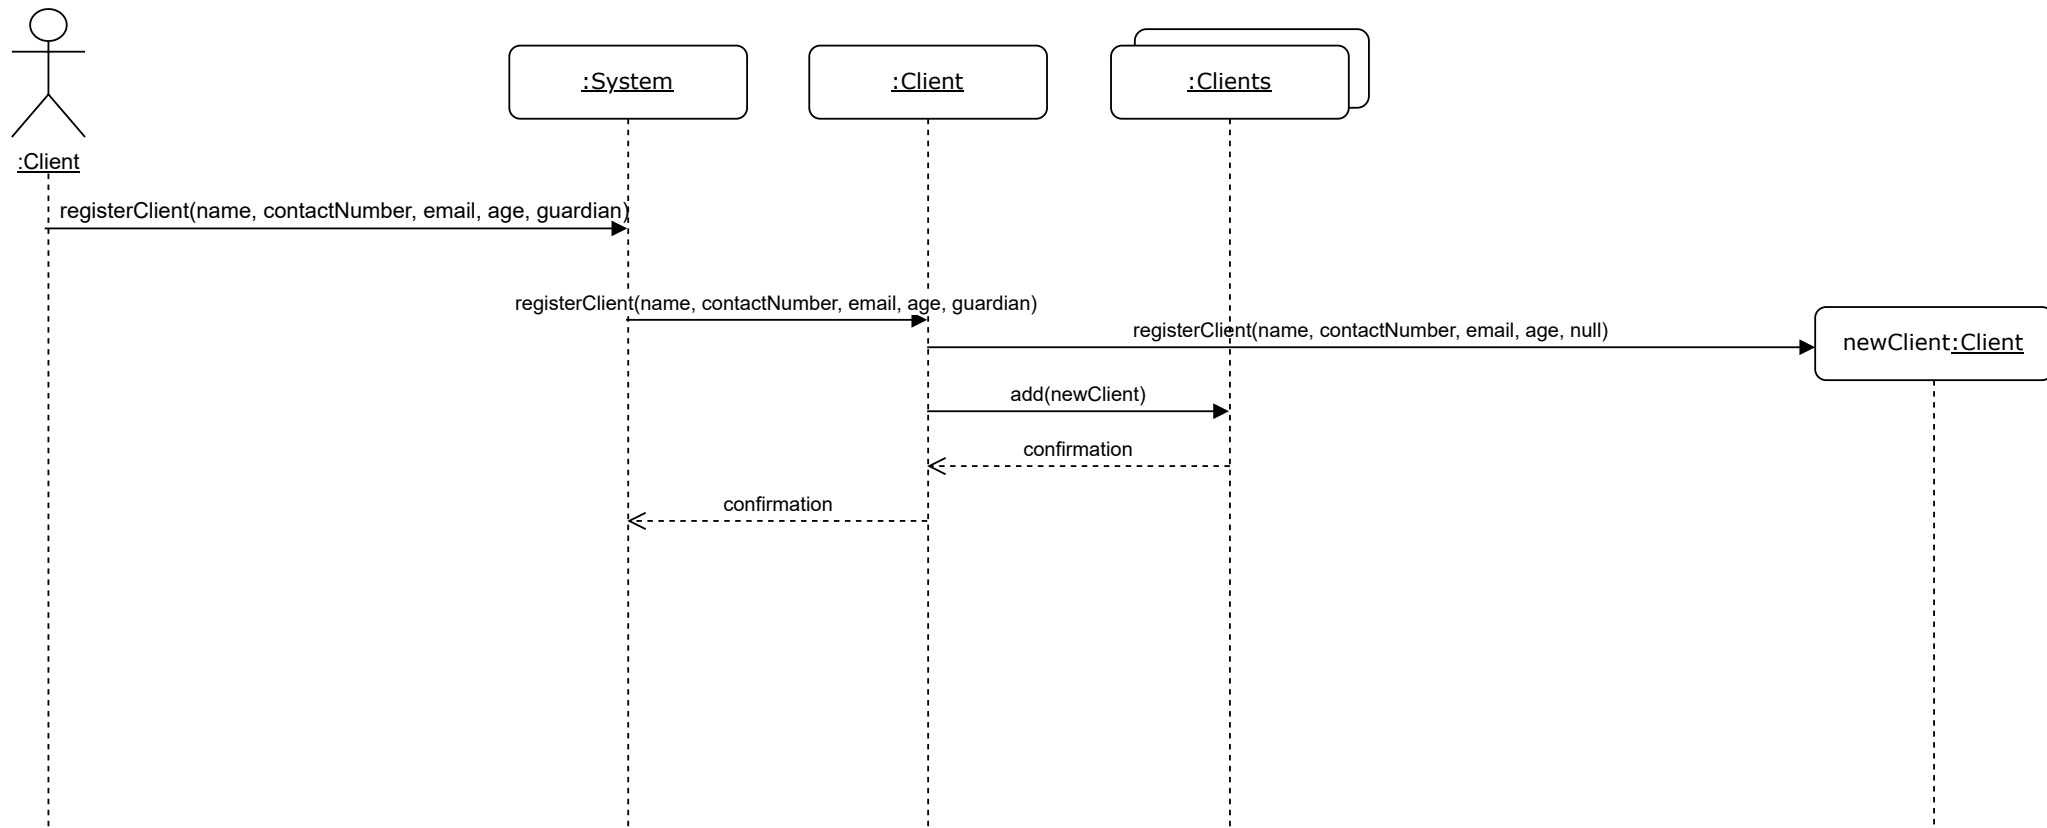 :System
:Client
:Clients
:Client
registerClient(name, contactNumber, email, age, guardian)
registerClient(name, contactNumber, email, age, guardian)
registerClient(name, contactNumber, email, age, null)
newClient:Client
add(newClient)
confirmation
confirmation